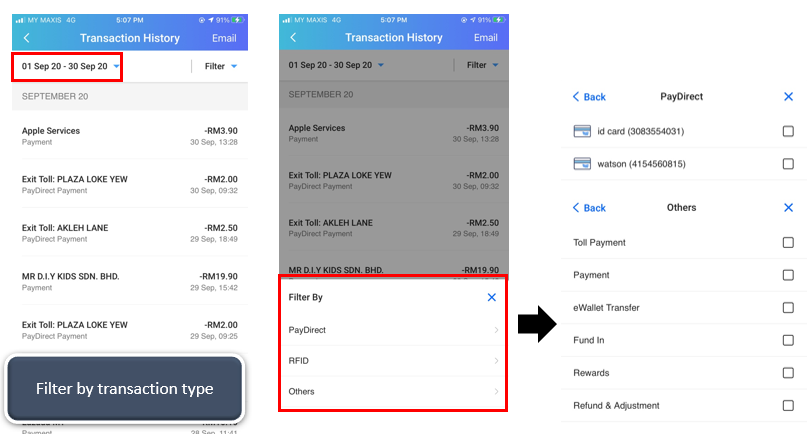 MY MAXIS 4G 5:07 PM 91%
Transaction History Email
01 Sep 20 - 30 Sep 20 Filter
SEPTEMBER 20
Apple Services -RM3.90
Payment 30 Sep, 13:28
Exit Toll: PLAZA LOKE YEW -RM2.00
PayDirect Payment 30 Sep, 09:32
Exit Toll: AKLEH LANE -RM2.50
PayDirect Payment 29 Sep, 18:49
MR D.I.Y KIDS SDN. BHD. -RM19.90
Payment 29 Sep, 15:42
Exit Toll: PLAZA LOKE YEW -RM2.00
PayDirect Payment 29 Sep, 09:25
Filter by transaction type
28 Sep, 11:41
MY MAXIS 4G 5:07 PM 91%
Transaction History Email
01 Sep 20 - 30 Sep 20 Filter
SEPTEMBER 20
Apple Services -RM3.90
Payment 30 Sep, 13:28
Exit Toll: PLAZA LOKE YEW -RM2.00
PayDirect Payment 30 Sep, 09:32
Exit Toll: AKLEH LANE -RM2.50
PayDirect Payment 29 Sep, 18:49
MR D.I.Y KIDS SDN. BHD. -RM19.90
Filter By
PayDirect
RFID
Others
Back PayDirect
id card (3083554031)
watson (4154560815)
Back Others
Toll Payment
Payment
eWallet Transfer
Fund In
Rewards
Refund & Adjustment